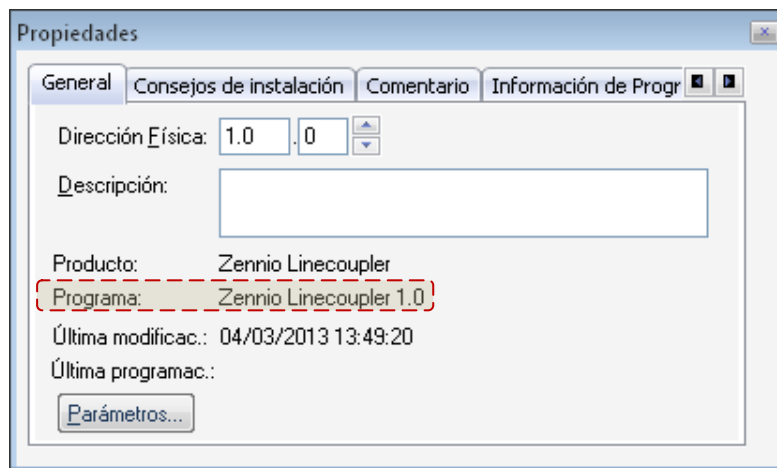 Propiedades
General Consejos de instalación Comentario Información de Progr
Dirección Física: 1.0 .0
Descripción:
Producto: Zennio Linecoupler
Programa: Zennio Linecoupler 1.0
Última modificac.: 04/03/2013 13:49:20
Última programac.:
Parámetros...